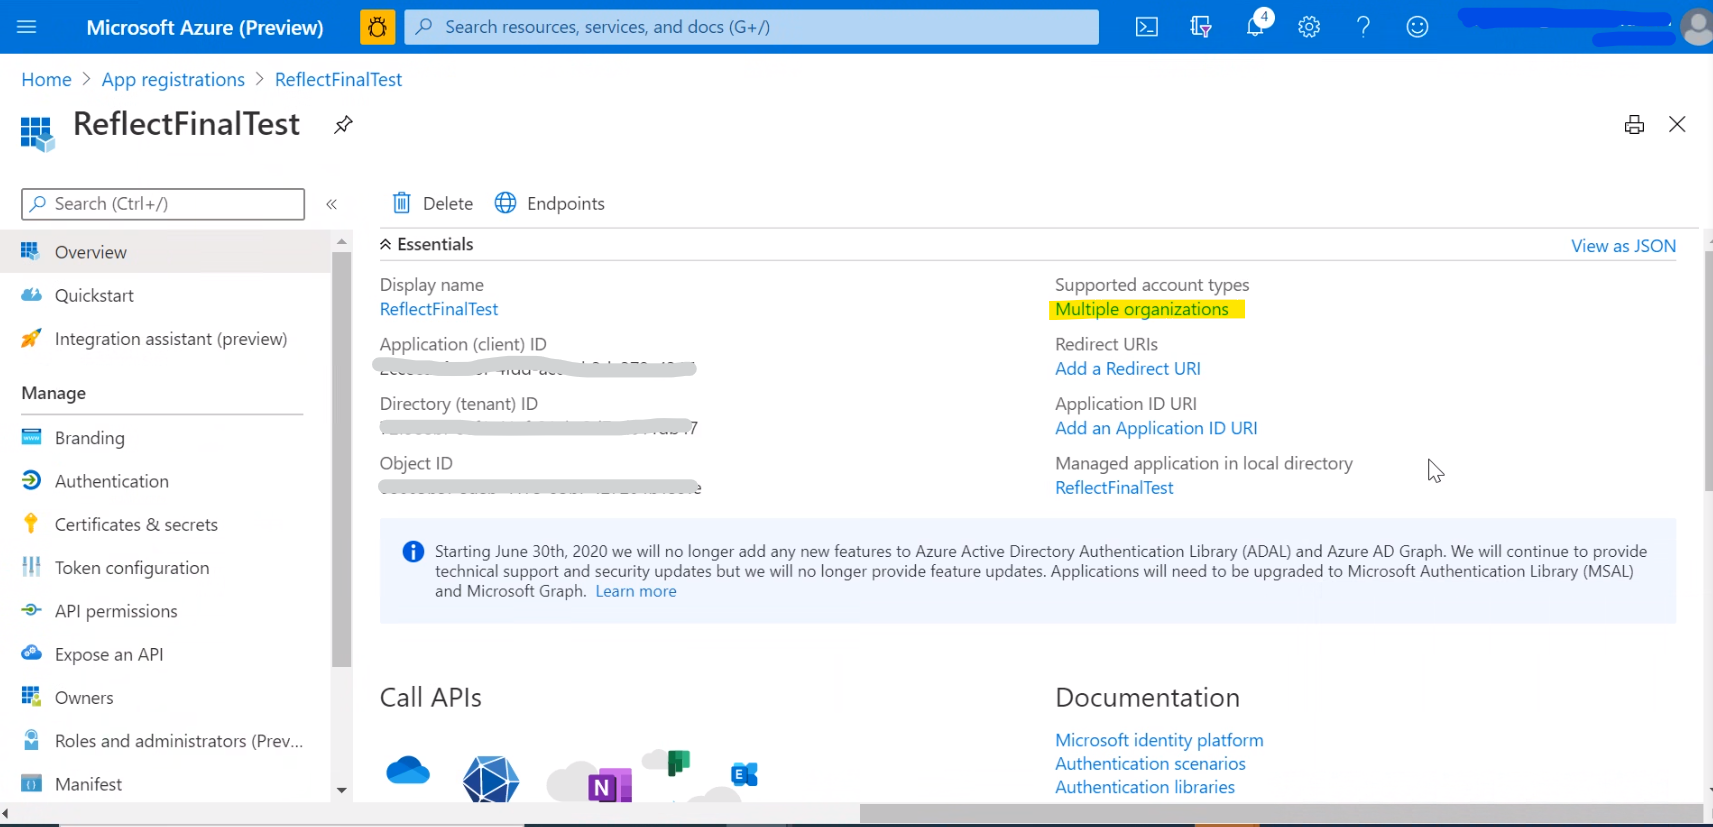 Microsoft Azure (Preview)
Search resources, services, and docs (G+/)
4
Home > App registrations > ReflectFinalTest
ReflectFinalTest
Search (Ctrl+/)
«
Delete
Endpoints
Overview
Quickstart
Integration assistant (preview)
Manage
Branding
Authentication
Certificates & secrets
Token configuration
API permissions
Expose an API
Owners
Roles and administrators (Prev...
Manifest
Essentials
View as JSON
Display name
ReflectFinalTest
Application (client) ID
Directory (tenant) ID
Object ID
Supported account types
Multiple organizations
Redirect URIs
Add a Redirect URI
Application ID URI
Add an Application ID URI
Managed application in local directory
ReflectFinalTest
Starting June 30th, 2020 we will no longer add any new features to Azure Active Directory Authentication Library (ADAL) and Azure AD Graph. We will continue to provide
technical support and security updates but we will no longer provide feature updates. Applications will need to be upgraded to Microsoft Authentication Library (MSAL)
and Microsoft Graph. Learn more
Call APIs
N
E
Documentation
Microsoft identity platform
Authentication scenarios
Authentication libraries